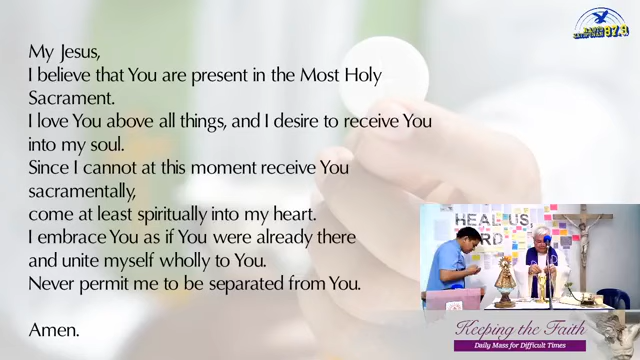 My Jesus,
I believe that You are present in the Most Holy
Sacrament.
I love You above all things, and I desire to receive You
into my soul.
Since I cannot at this moment receive You
sacramentally,
come at least spiritually into my heart.
I embrace You as if You were already there
and unite myself wholly to You.
Never permit me to be separated from You.
Amen.
97.8
HEAL US,
Keeping the Faith
Daily Mass for Difficult Times